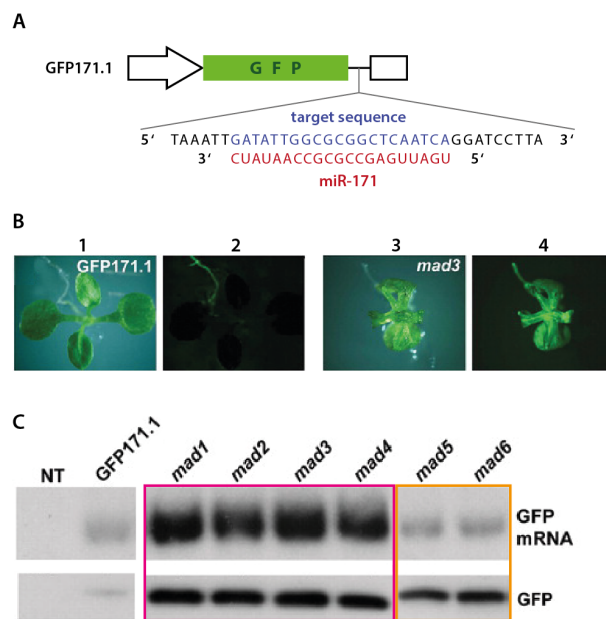 A
GFP171.1 G F P
target sequence
5‘ TAAATTGATATTGGCGCGGCTCAATCAGGATCCTTA 3‘
3‘ CUAUAACCGCGCCGAGUUAGU 5‘
miR-171
B
1 2 3 4
GFP171.1 mad3
C
NT GFP171.1 mad1 mad2 mad3 mad4 mad5 mad6
GFP
mRNA
GFP